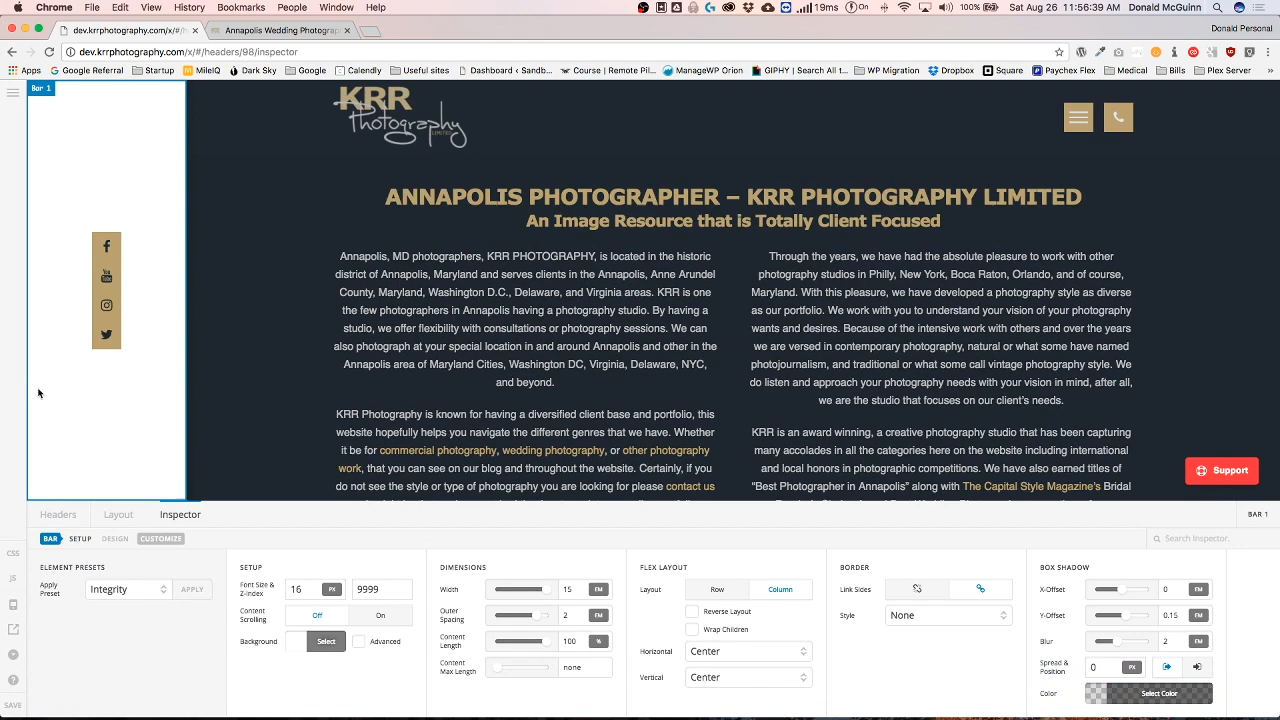 Chrome File Edit View History Bookmarks People Window Help 19ms On 100% Sat Aug 26 11:56:39 AM Donald McGuinn
dev.krrphotography.com/x/#/h Annapolis Wedding Photograp Donald Personal
dev.krrphotography.com/x/#/headers/98/inspector
Apps Google Referral Startup MileIQ Dark Sky Google Calendly Useful sites Dashboard ‹ Sandb... Course | Remote Pil... ManageWP Orion GIPHY | Search All t... WP Migration Dropbox Square Paychex Flex Medical Bills Plex Server
Bar 1
KRR
Photography
LIMITED
ANNAPOLIS PHOTOGRAPHER – KRR PHOTOGRAPHY LIMITED
An Image Resource that is Totally Client Focused
Annapolis, MD photographers, KRR PHOTOGRAPHY, is located in the historic
district of Annapolis, Maryland and serves clients in the Annapolis, Anne Arundel
County, Maryland, Washington D.C., Delaware, and Virginia areas. KRR is one
the few photographers in Annapolis having a photography studio. By having a
studio, we offer flexibility with consultations or photography sessions. We can
also photograph at your special location in and around Annapolis and other in the
Annapolis area of Maryland Cities, Washington DC, Virginia, Delaware, NYC,
and beyond.
KRR Photography is known for having a diversified client base and portfolio, this
website hopefully helps you navigate the different genres that we have. Whether
it be for commercial photography, wedding photography, or other photography
work, that you can see on our blog and throughout the website. Certainly, if you
do not see the style or type of photography you are looking for please contact us
Through the years, we have had the absolute pleasure to work with other
photography studios in Philly, New York, Boca Raton, Orlando, and of course,
Maryland. With this pleasure, we have developed a photography style as diverse
as our portfolio. We work with you to understand your vision of your photography
wants and desires. Because of the intensive work with others and over the years
we are versed in contemporary photography, natural or what some have named
photojournalism, and traditional or what some call vintage photography style. We
do listen and approach your photography needs with your vision in mind, after all,
we are the studio that focuses on our client's needs.
KRR is an award winning, a creative photography studio that has been capturing
many accolades in all the categories here on the website including international
and local honors in photographic competitions. We have also earned titles of
"Best Photographer in Annapolis" along with The Capital Style Magazine's Bridal
You Tube
Support
Headers Layout Inspector BAR 1
BAR SETUP DESIGN CUSTOMIZE Search Inspector.
CSS
JS
SAVE
ELEMENT PRESETS
Apply Preset Integrity APPLY
SETUP
Font Size & Z-Index 16 PX 9999
Content Scrolling Off On
Background Select Advanced
DIMENSIONS
Width 15 EM
Outer Spacing 2 EM
Content Length 100 %
Content Max Length none
FLEX LAYOUT
Layout Row Column
Reverse Layout
Wrap Children
Horizontal Center
Vertical Center
BORDER
Link Sides
Style None
BOX SHADOW
X-Offset 0 EM
Y-Offset 0.15 EM
Blur 2 EM
Spread & Position 0 PX
Color Select Color